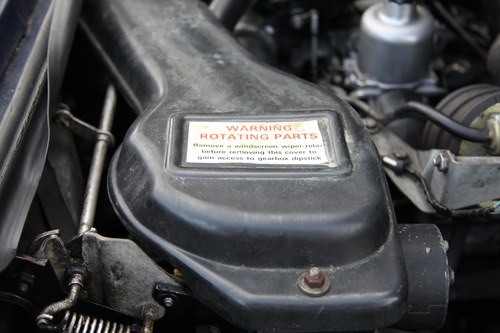 WARNING
ROTATING PARTS
Remove a windscreen wiper-relay
before removing this cover to
gain access to gearbox dipstick